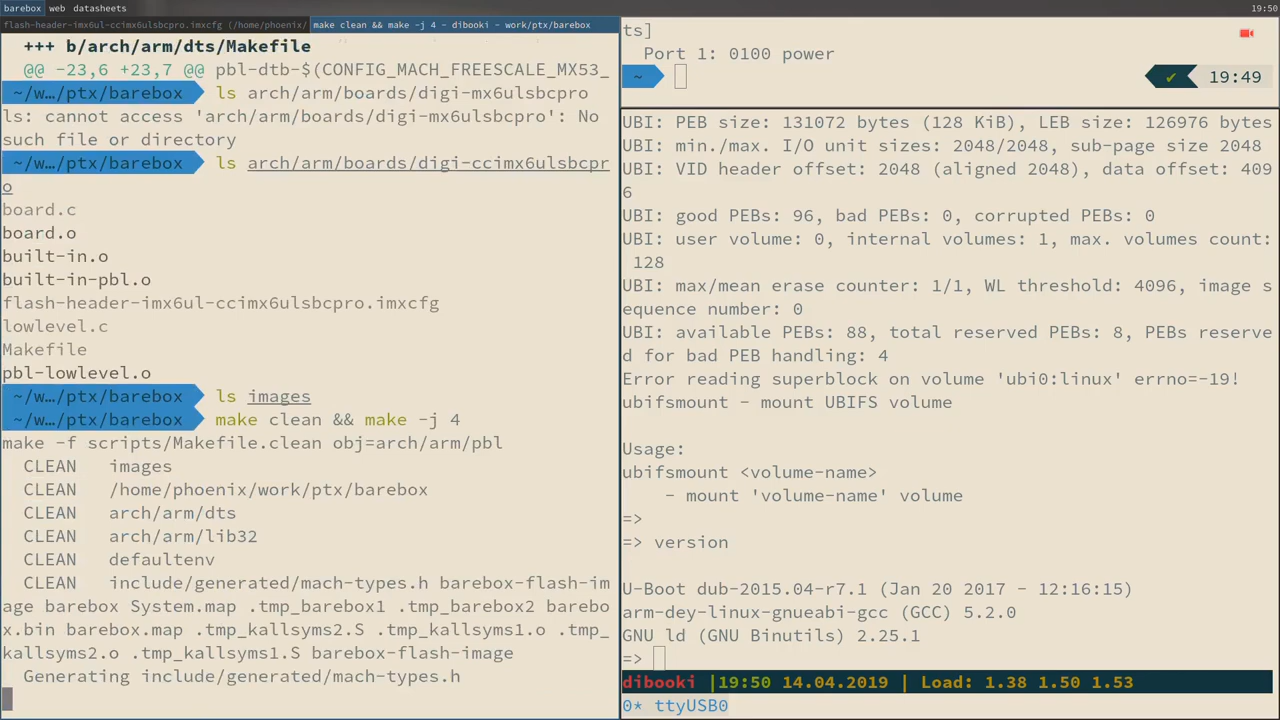 barebox web datasheets
19:50
flash-header-imx6ul-ccimx6ulsbcpro.imxcfg (/home/phoenix/
make clean && make -j 4 - dibooki - work/ptx/barebox
+++ b/arch/arm/dts/Makefile
@@ -23,6 +23,7 @@ pbl-dtb-$(CONFIG_MACH_FREESCALE_MX53_
~/w…/ptx/barebox ls arch/arm/boards/digi-mx6ulsbcpro
ls: cannot access 'arch/arm/boards/digi-mx6ulsbcpro': No
such file or directory
~/w…/ptx/barebox ls arch/arm/boards/digi-ccimx6ulsbcpr
o
board.c
board.o
built-in.o
built-in-pbl.o
flash-header-imx6ul-ccimx6ulsbcpro.imxcfg
lowlevel.c
Makefile
pbl-lowlevel.o
~/w…/ptx/barebox ls images
~/w…/ptx/barebox make clean && make -j 4
make -f scripts/Makefile.clean obj=arch/arm/pbl
CLEAN images
CLEAN /home/phoenix/work/ptx/barebox
CLEAN arch/arm/dts
CLEAN arch/arm/lib32
CLEAN defaultenv
CLEAN include/generated/mach-types.h barebox-flash-im
age barebox System.map .tmp_barebox1 .tmp_barebox2 barebo
x.bin barebox.map .tmp_kallsyms2.S .tmp_kallsyms1.o .tmp_
kallsyms2.o .tmp_kallsyms1.S barebox-flash-image
Generating include/generated/mach-types.h
ts]
Port 1: 0100 power
~ ✔ 19:49
UBI: PEB size: 131072 bytes (128 KiB), LEB size: 126976 bytes
UBI: min./max. I/O unit sizes: 2048/2048, sub-page size 2048
UBI: VID header offset: 2048 (aligned 2048), data offset: 409
6
UBI: good PEBs: 96, bad PEBs: 0, corrupted PEBs: 0
UBI: user volume: 0, internal volumes: 1, max. volumes count:
128
UBI: max/mean erase counter: 1/1, WL threshold: 4096, image s
equence number: 0
UBI: available PEBs: 88, total reserved PEBs: 8, PEBs reserve
d for bad PEB handling: 4
Error reading superblock on volume 'ubi0:linux' errno=-19!
ubifsmount - mount UBIFS volume
Usage:
ubifsmount <volume-name>
- mount 'volume-name' volume
=>
=> version
U-Boot dub-2015.04-r7.1 (Jan 20 2017 - 12:16:15)
arm-dey-linux-gnueabi-gcc (GCC) 5.2.0
GNU ld (GNU Binutils) 2.25.1
=>
dibooki |19:50 14.04.2019 | Load: 1.38 1.50 1.53
0* ttyUSB0